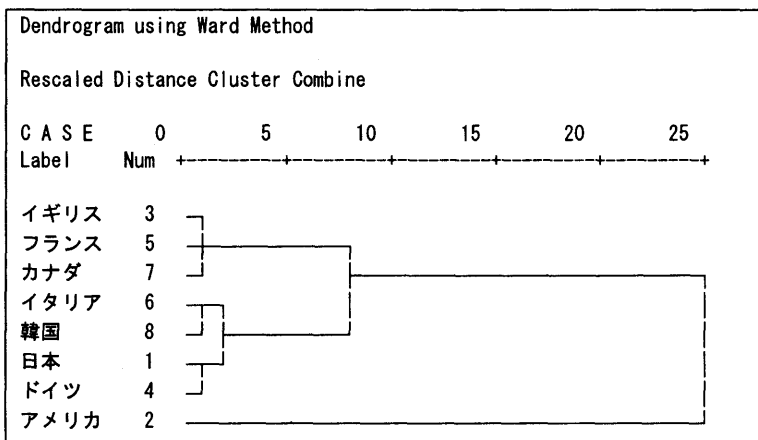 Dendrogram using Ward Method
Rescaled Distance Cluster Combine
C A S E 0 5 10 15 20 25
Label Num +---------+---------+---------+---------+---------+
イギリス 3
フランス 5
カナダ 7
イタリア 6
韓国 8
日本 1
ドイツ 4
アメリカ 2